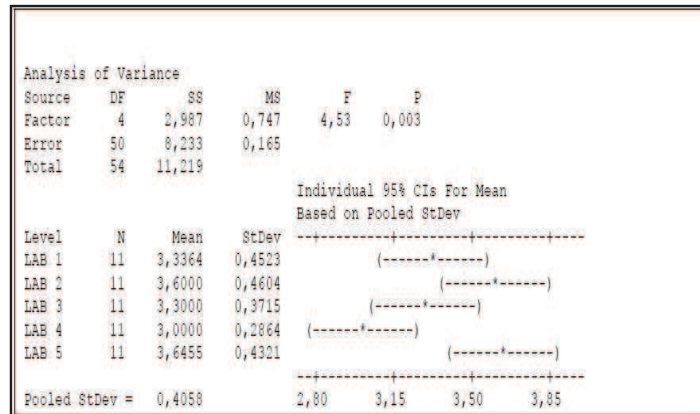 Analysis of Variance
Source DF SS MS F P
Factor 4 2,987 0,747 4,53 0,003
Error 50 8,233 0,165
Total 54 11,219
Individual 95% CIs For Mean
Based on Pooled StDev
Level N Mean StDev --+---------+---------+---------+----
LAB 1 11 3,3364 0,4523 (------*------)
LAB 2 11 3,6000 0,4604 (------*------)
LAB 3 11 3,3000 0,3715 (------*------)
LAB 4 11 3,0000 0,2864 (------*------)
LAB 5 11 3,6455 0,4321 (------*------)
--+---------+---------+---------+----
Pooled StDev = 0,4058 2,80 3,15 3,50 3,85